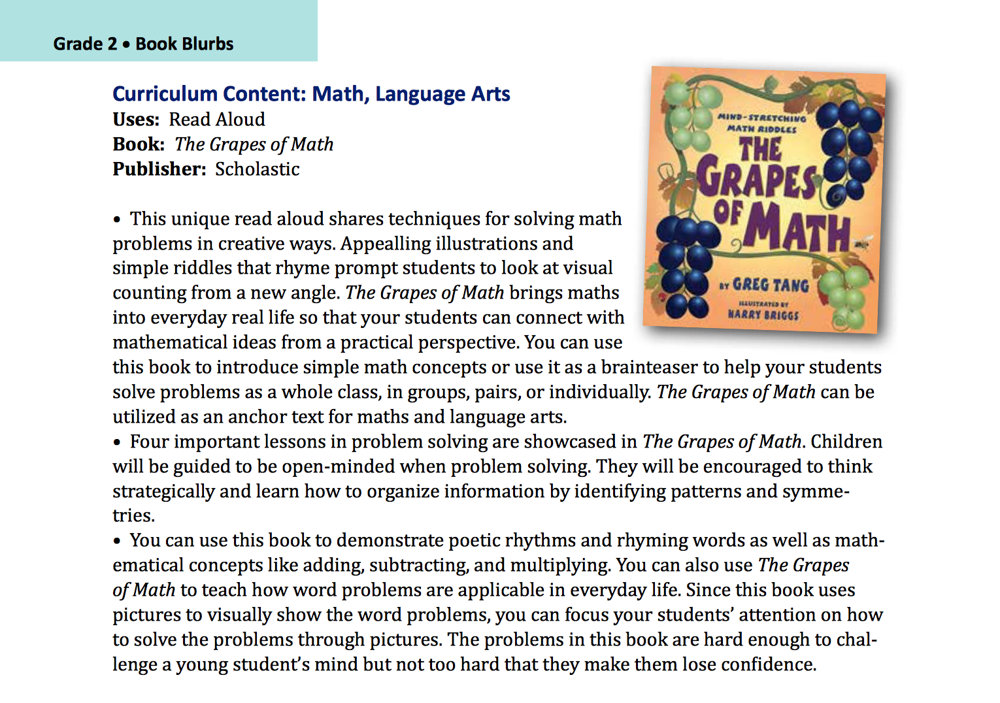 Grade 2 • Book Blurbs
Curriculum Content: Math, Language Arts
Uses: Read Aloud
Book: The Grapes of Math
Publisher: Scholastic
MIND-STRETCHING
MATH RIDDLES
THE
GRAPES
OF MATH
BY GREG TANG
ILLUSTRATED BY
HARRY BRIGGS
• This unique read aloud shares techniques for solving math
problems in creative ways. Appealling illustrations and
simple riddles that rhyme prompt students to look at visual
counting from a new angle. The Grapes of Math brings maths
into everyday real life so that your students can connect with
mathematical ideas from a practical perspective. You can use
this book to introduce simple math concepts or use it as a brainteaser to help your students
solve problems as a whole class, in groups, pairs, or individually. The Grapes of Math can be
utilized as an anchor text for maths and language arts.
• Four important lessons in problem solving are showcased in The Grapes of Math. Children
will be guided to be open-minded when problem solving. They will be encouraged to think
strategically and learn how to organize information by identifying patterns and symme-
tries.
• You can use this book to demonstrate poetic rhythms and rhyming words as well as math-
ematical concepts like adding, subtracting, and multiplying. You can also use The Grapes
of Math to teach how word problems are applicable in everyday life. Since this book uses
pictures to visually show the word problems, you can focus your students’ attention on how
to solve the problems through pictures. The problems in this book are hard enough to chal-
lenge a young student’s mind but not too hard that they make them lose confidence.